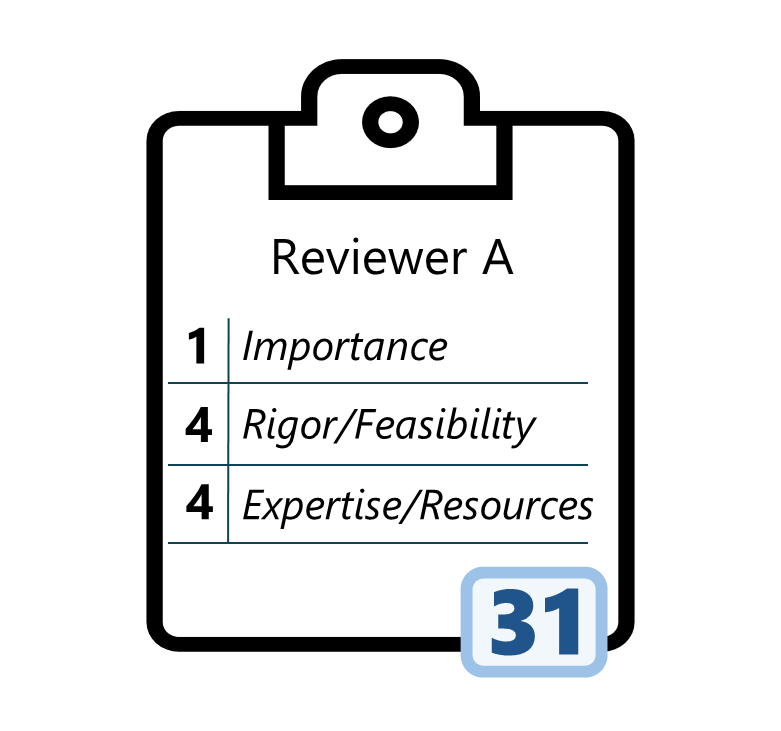 Reviewer A
1 Importance
4 Rigor/Feasibility
4 Expertise/Resources
31